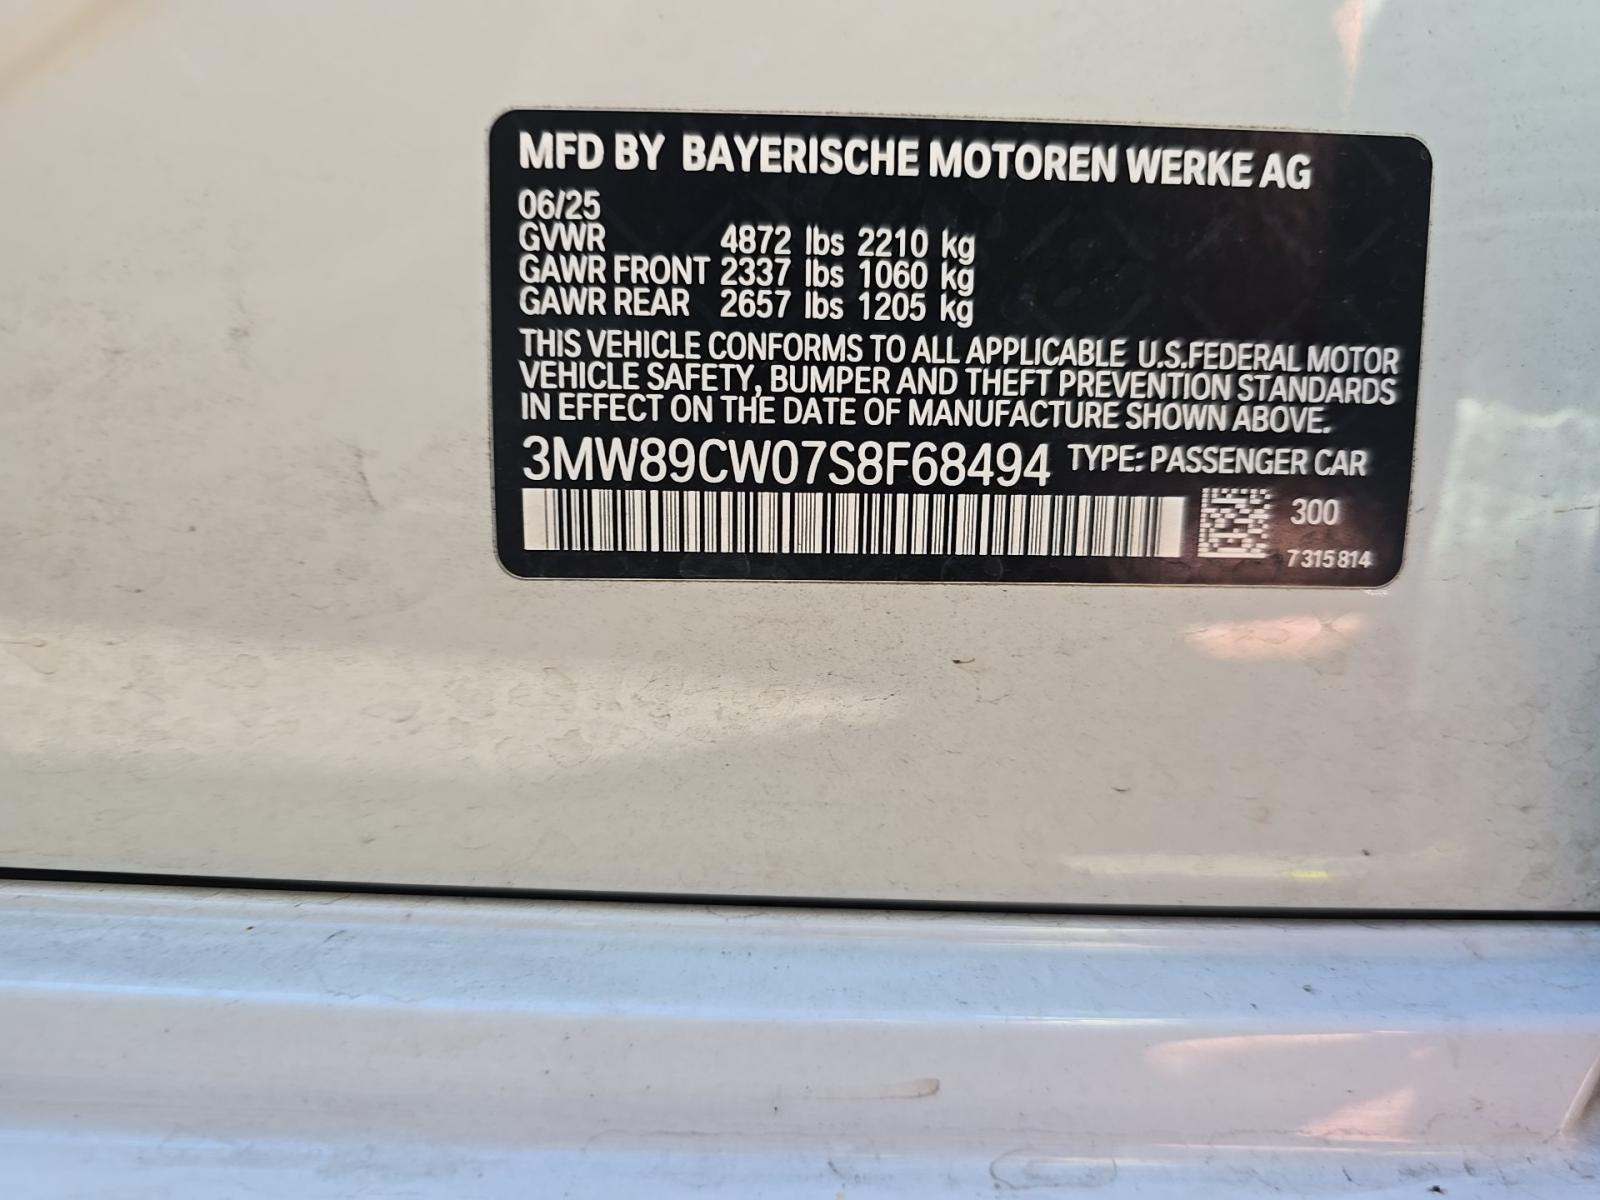 MFD BY BAYERISCHE MOTOREN WERKE AG
06/25
GVWR 4872 lbs 2210 kg
GAWR FRONT 2337 lbs 1060 kg
GAWR REAR 2657 lbs 1205 kg
THIS VEHICLE CONFORMS TO ALL APPLICABLE U.S.FEDERAL MOTOR
VEHICLE SAFETY, BUMPER AND THEFT PREVENTION STANDARDS
IN EFFECT ON THE DATE OF MANUFACTURE SHOWN ABOVE.
3MW89CW07S8F68494 TYPE: PASSENGER CAR
300
7315814